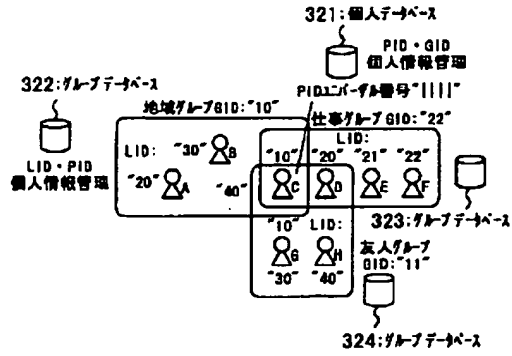 321:個人データベース
PID・GID
個人情報管理
322:グループデータベース
PIDユニバーサル番号"1111"
地域グループGID:"10"
仕事グループGID:"22"
LID・PID
個人情報管理
LID:
"30"
B
"20"
A
"40"
LID:
"10"
"20"
"21"
"22"
C
D
E
F
323:グループデータベース
"10"
LID:
G
H
"30"
"40"
友人グループ
GID:"11"
324:グループデータベース